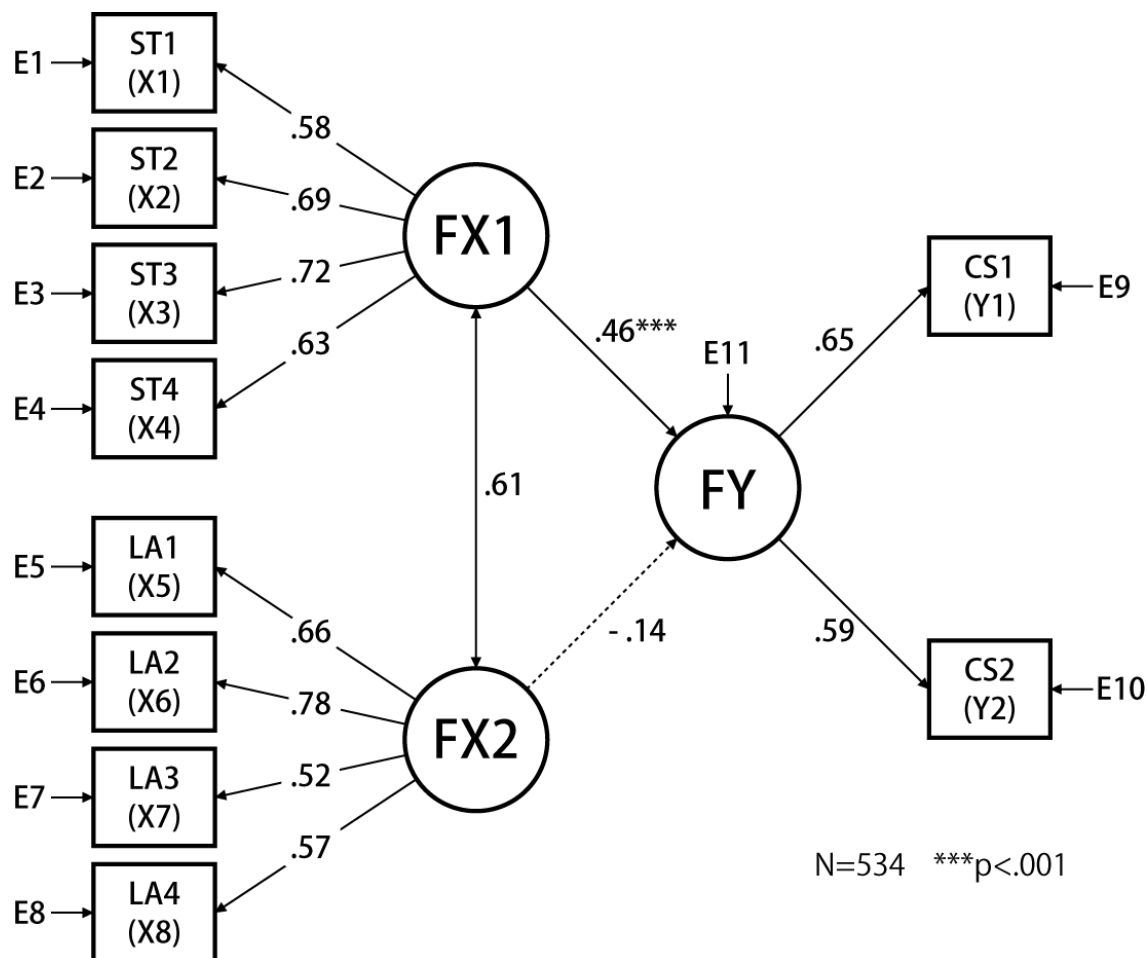 E1
ST1
(X1)
.58
E2
ST2
(X2)
.69
E3
ST3
(X3)
.72
E4
ST4
(X4)
.63
FX1
.46***
E11
FY
.61
.65
CS1
(Y1)
E9
.59
CS2
(Y2)
E10
- .14
E5
LA1
(X5)
.66
E6
LA2
(X6)
.78
E7
LA3
(X7)
.52
E8
LA4
(X8)
.57
FX2
N=534 ***p<.001